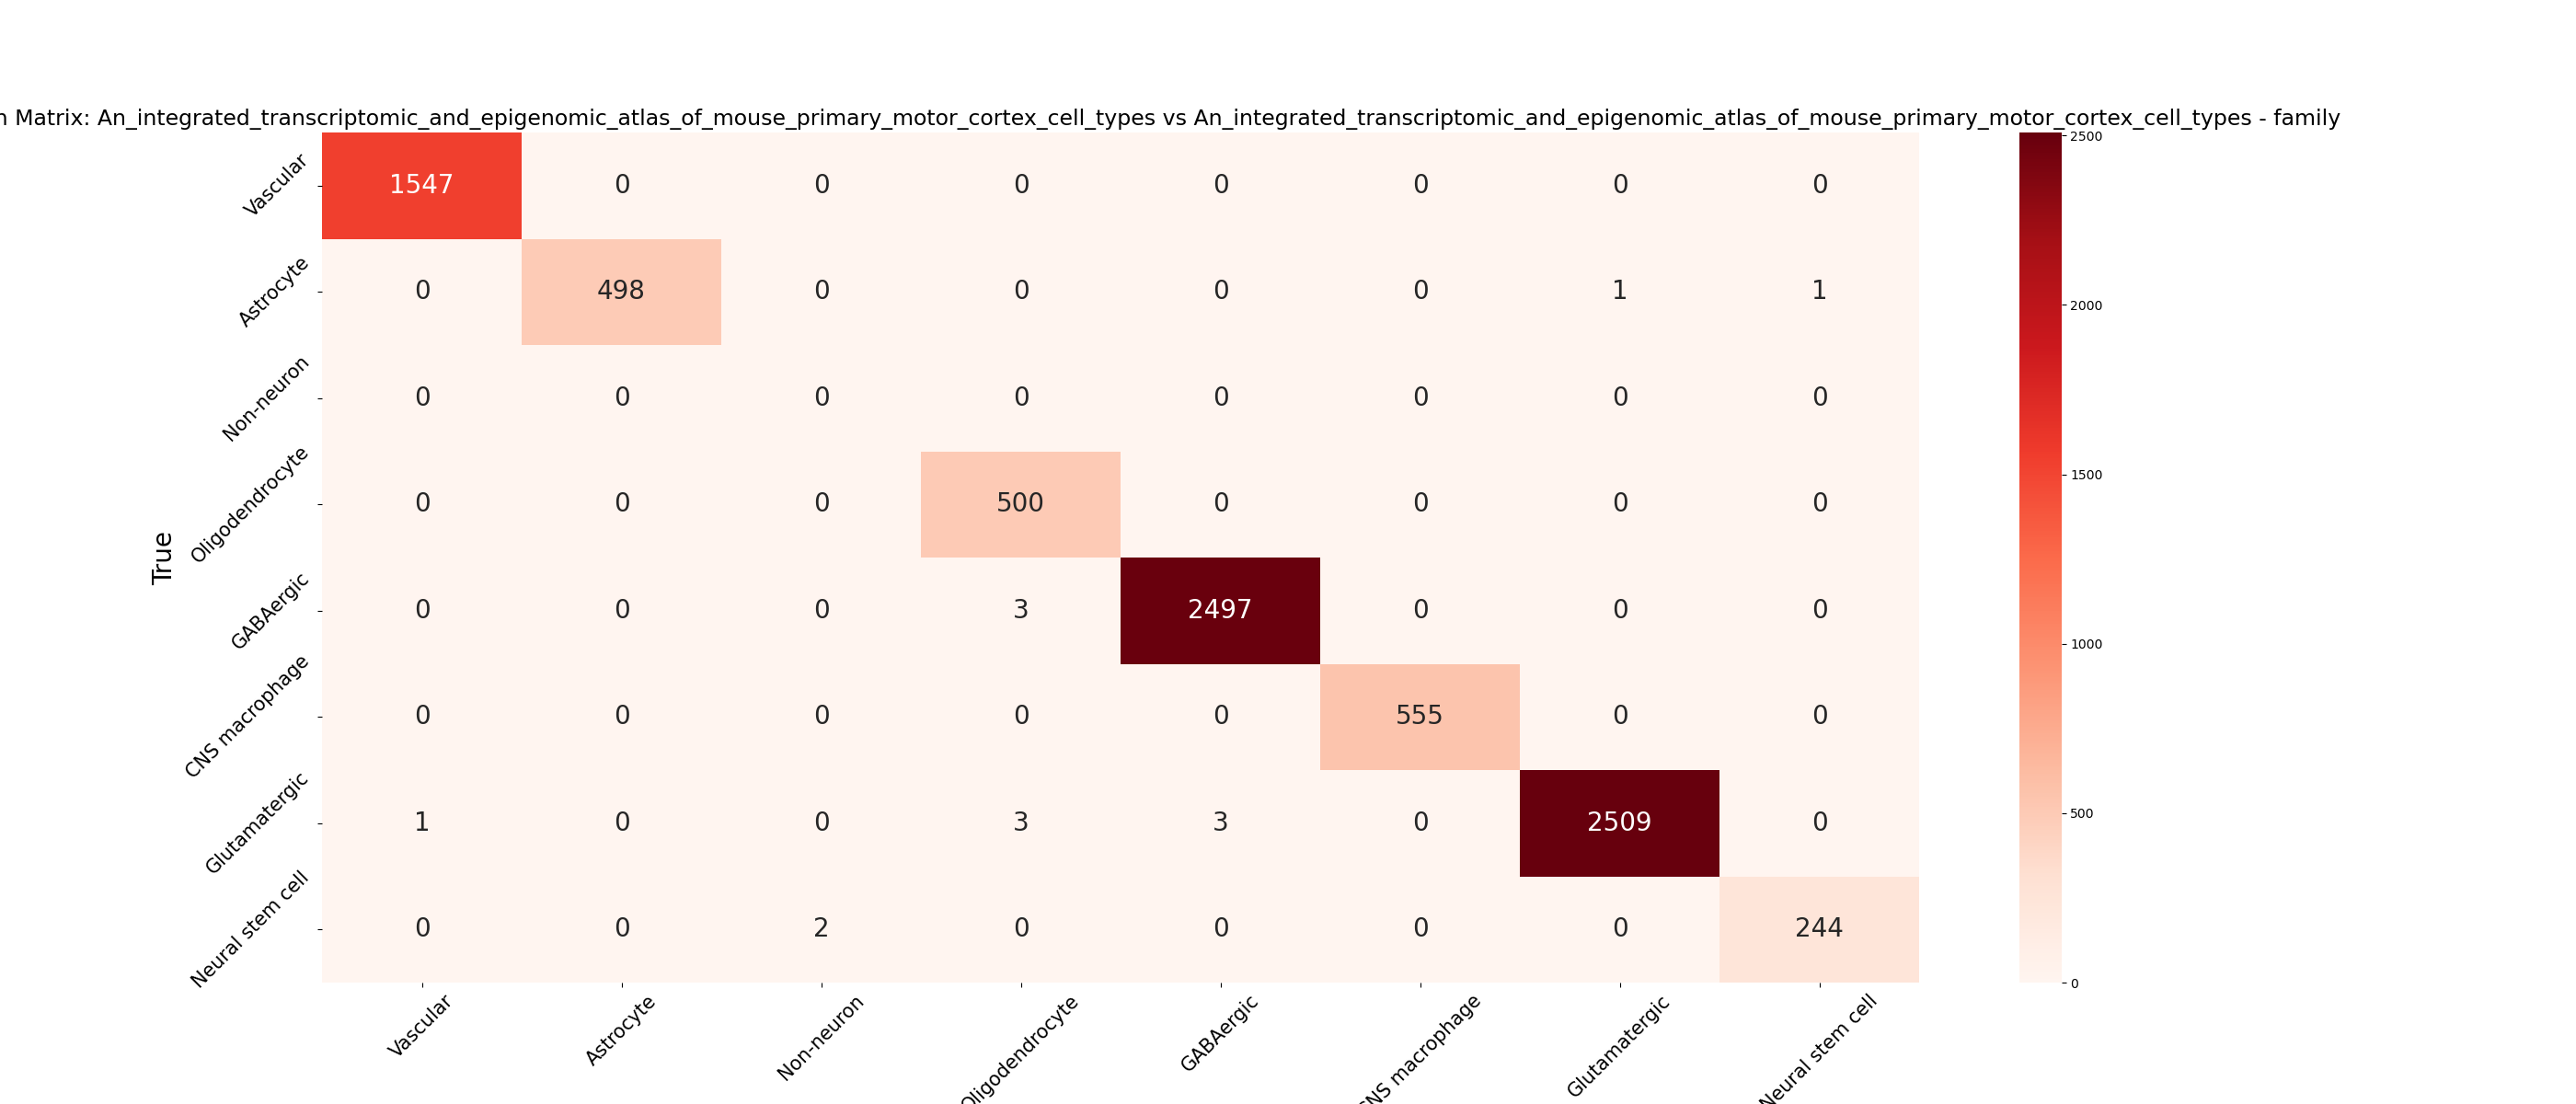 n Matrix: An_integrated_transcriptomic_and_epigenomic_atlas_of_mouse_primary_motor_cortex_cell_types vs An_integrated_transcriptomic_and_epigenomic_atlas_of_mouse_primary_motor_cortex_cell_types - family
True
Vascular 1547 0 0 0 0 0 0 0
Astrocyte 0 498 0 0 0 0 1 1
Non-neuron 0 0 0 0 0 0 0 0
Oligodendrocyte 0 0 0 500 0 0 0 0
GABAergic 0 0 0 3 2497 0 0 0
CNS macrophage 0 0 0 0 0 555 0 0
Glutamatergic 1 0 0 3 3 0 2509 0
Neural stem cell 0 0 2 0 0 0 0 244
Vascular Astrocyte Non-neuron Oligodendrocyte GABAergic CNS macrophage Glutamatergic Neural stem cell
2500
2000
1500
1000
500
0